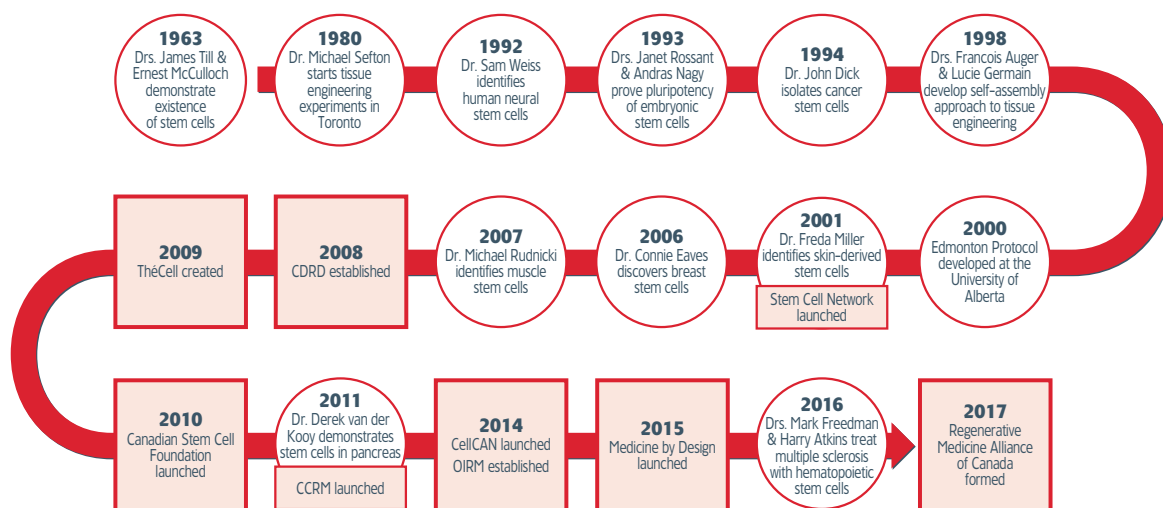 1963
Drs. James Till &
Ernest McCulloch
demonstrate
existence
of stem cells
1980
Dr. Michael Sefton
starts tissue
engineering
experiments in
Toronto
1992
Dr. Sam Weiss
identifies
human neural
stem cells
1993
Drs. Janet Rossant
& Andras Nagy
prove pluripotency
of embryonic
stem cells
1994
Dr. John Dick
isolates cancer
stem cells
1998
Drs. Francois Auger
& Lucie Germain
develop self-assembly
approach to tissue
engineering
2000
Edmonton Protocol
developed at the
University of
Alberta
2001
Dr. Freda Miller
identifies skin-derived
stem cells
Stem Cell Network
launched
2006
Dr. Connie Eaves
discovers breast
stem cells
2007
Dr. Michael Rudnicki
identifies muscle
stem cells
2008
CDRD established
2009
ThéCell created
2010
Canadian Stem Cell
Foundation
launched
2011
Dr. Derek van der
Kooy demonstrates
stem cells in pancreas
CCRM launched
2014
CellCAN launched
OIRM established
2015
Medicine by Design
launched
2016
Drs. Mark Freedman
& Harry Atkins treat
multiple sclerosis
with hematopoietic
stem cells
2017
Regenerative
Medicine Alliance
of Canada
formed